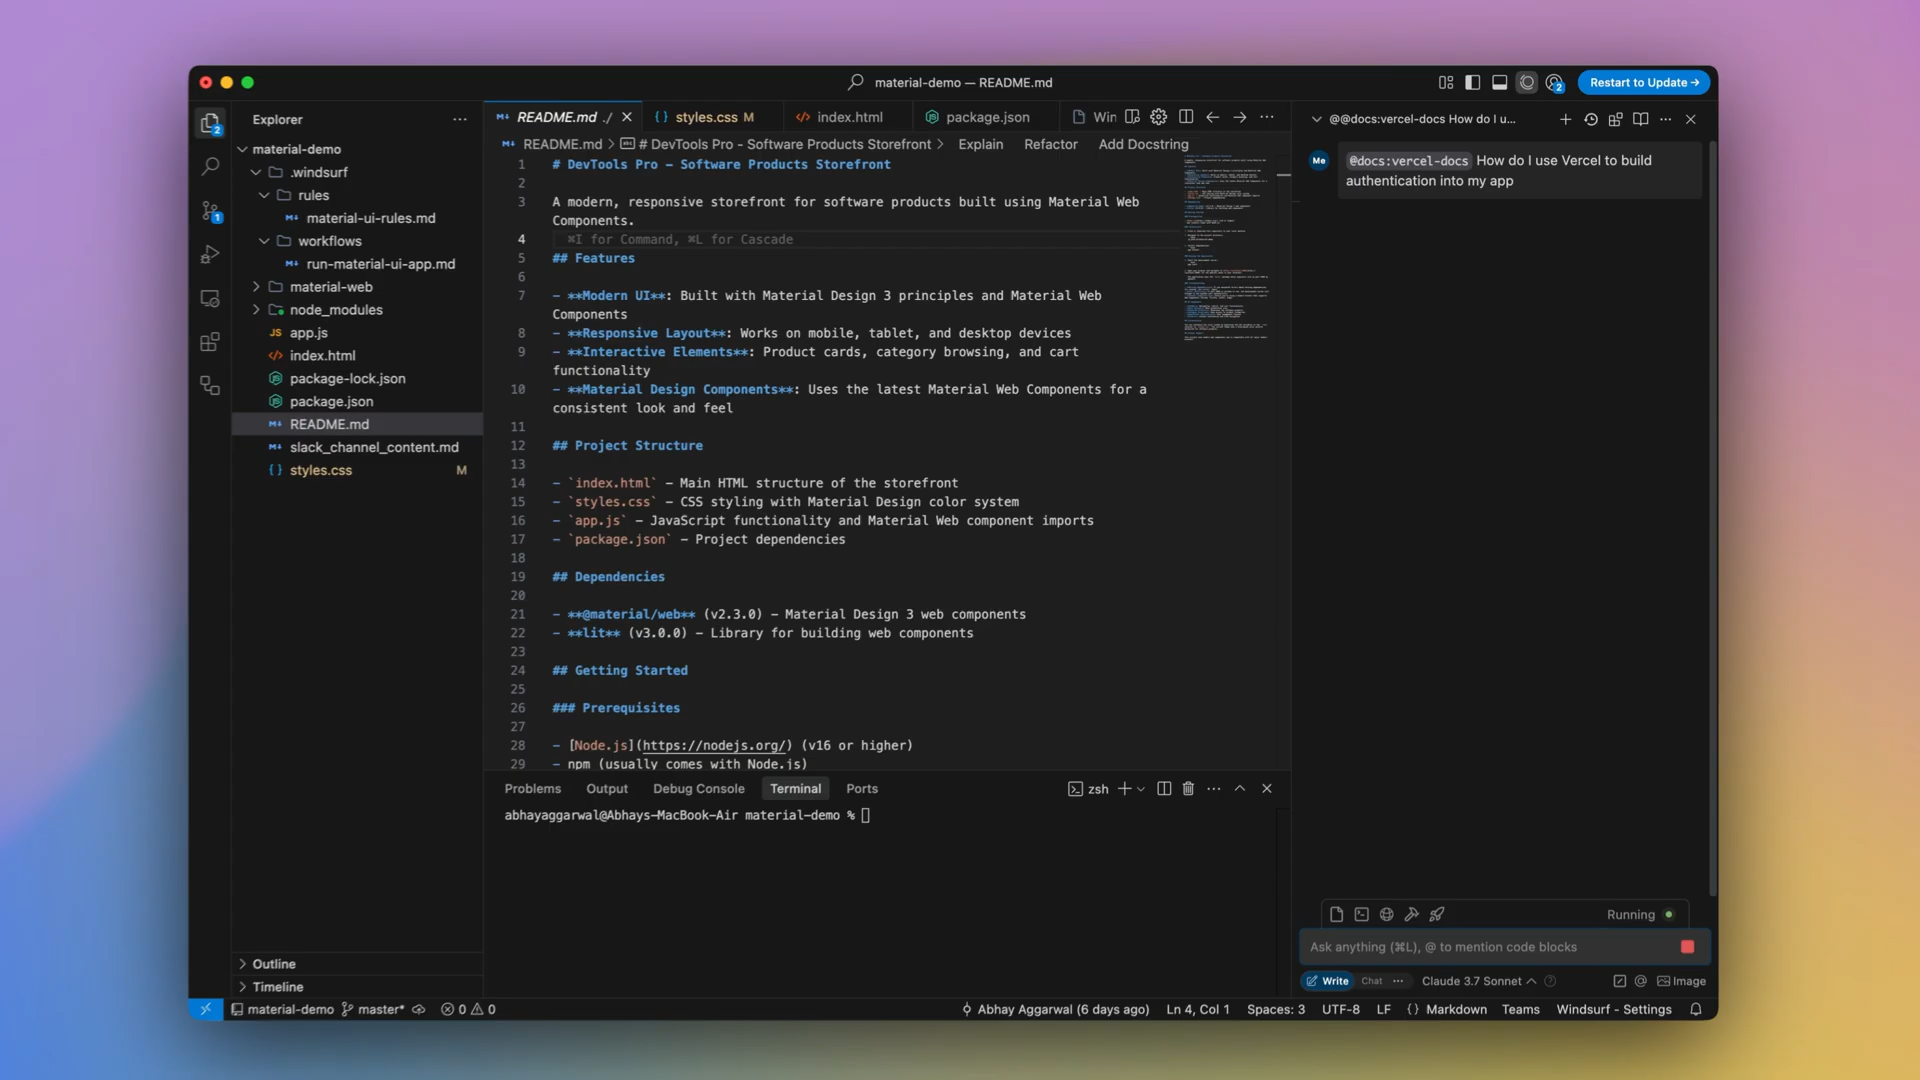 material-demo — README.md
2
Restart to Update →
2
Explorer
material-demo
.windsurf
rules
material-ui-rules.md
workflows
run-material-ui-app.md
material-web
node_modules
JS app.js
index.html
package-lock.json
package.json
README.md
slack_channel_content.md
styles.css M
Outline
Timeline
1
README.md ./
styles.css M
index.html
package.json
Win
README.md > # DevTools Pro - Software Products Storefront > Explain Refactor Add Docstring
1 # DevTools Pro - Software Products Storefront
2
3 A modern, responsive storefront for software products built using Material Web
Components.
4 ⌘I for Command, ⌘L for Cascade
5 ## Features
6
7 - **Modern UI**: Built with Material Design 3 principles and Material Web
Components
8 - **Responsive Layout**: Works on mobile, tablet, and desktop devices
9 - **Interactive Elements**: Product cards, category browsing, and cart
functionality
10 - **Material Design Components**: Uses the latest Material Web Components for a
consistent look and feel
11
12 ## Project Structure
13
14 - `index.html` - Main HTML structure of the storefront
15 - `styles.css` - CSS styling with Material Design color system
16 - `app.js` - JavaScript functionality and Material Web component imports
17 - `package.json` - Project dependencies
18
19 ## Dependencies
20
21 - **@material/web** (v2.3.0) - Material Design 3 web components
22 - **lit** (v3.0.0) - Library for building web components
23
24 ## Getting Started
25
26 ### Prerequisites
27
28 - [Node.js](https://nodejs.org/) (v16 or higher)
29 - npm (usually comes with Node.js)
Problems Output Debug Console Terminal Ports
zsh
abhayaggarwal@Abhays-MacBook-Air material-demo %
@@docs:vercel-docs How do I u...
Me
@docs:vercel-docs How do I use Vercel to build
authentication into my app
Running
Ask anything (⌘L), @ to mention code blocks
Write Chat ... Claude 3.7 Sonnet
Image
material-demo master* 0 0
Abhay Aggarwal (6 days ago) Ln 4, Col 1 Spaces: 3 UTF-8 LF {} Markdown Teams Windsurf - Settings